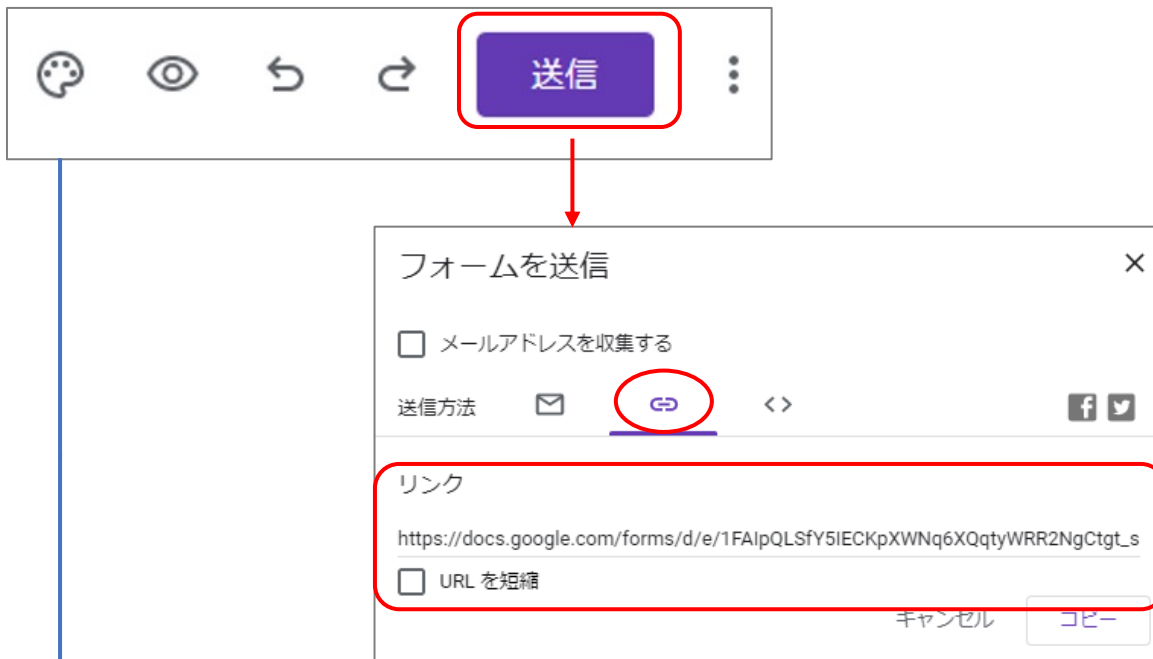 送信
フォームを送信
メールアドレスを収集する
送信方法
リンク
https://docs.google.com/forms/d/e/1FAIpQLSfY5IECKpXWNq6XQqtyWRR2NgCtgt_s
URL を短縮
キャンセル コピー